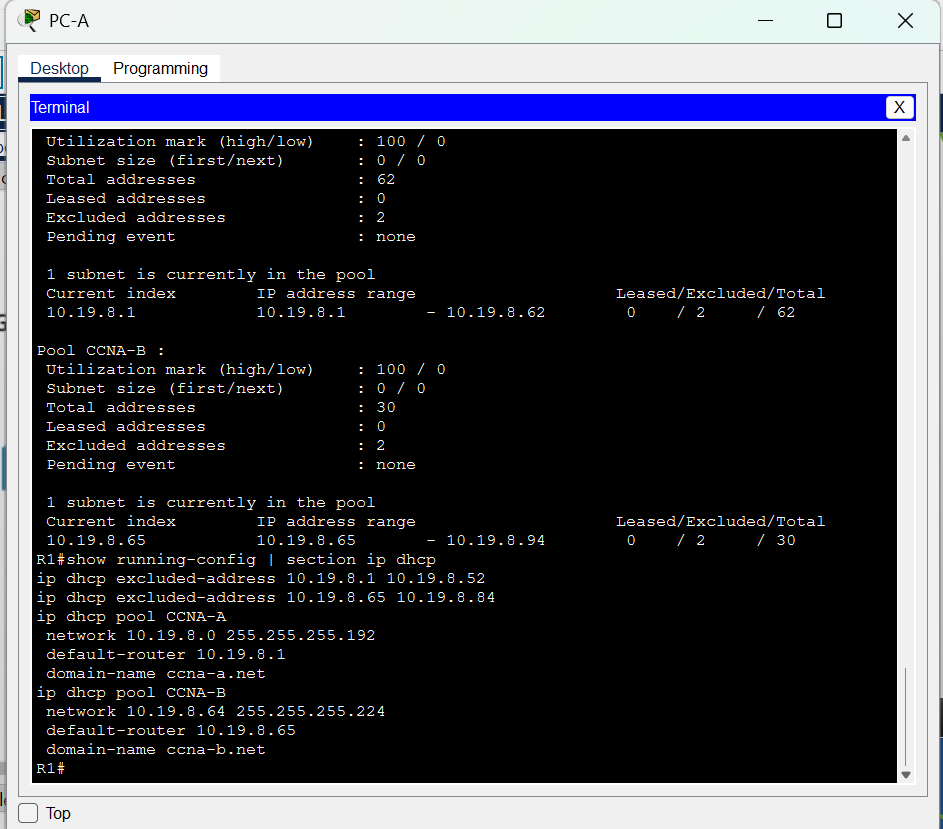 PC-A
Desktop Programming
Terminal X
Utilization mark (high/low) : 100 / 0
Subnet size (first/next) : 0 / 0
Total addresses : 62
Leased addresses : 0
Excluded addresses : 2
Pending event : none
1 subnet is currently in the pool
Current index IP address range Leased/Excluded/Total
10.19.8.1 10.19.8.1 - 10.19.8.62 0 / 2 / 62
Pool CCNA-B :
Utilization mark (high/low) : 100 / 0
Subnet size (first/next) : 0 / 0
Total addresses : 30
Leased addresses : 0
Excluded addresses : 2
Pending event : none
1 subnet is currently in the pool
Current index IP address range Leased/Excluded/Total
10.19.8.65 10.19.8.65 - 10.19.8.94 0 / 2 / 30
R1#show running-config | section ip dhcp
ip dhcp excluded-address 10.19.8.1 10.19.8.52
ip dhcp excluded-address 10.19.8.65 10.19.8.84
ip dhcp pool CCNA-A
network 10.19.8.0 255.255.255.192
default-router 10.19.8.1
domain-name ccna-a.net
ip dhcp pool CCNA-B
network 10.19.8.64 255.255.255.224
default-router 10.19.8.65
domain-name ccna-b.net
R1#
Top